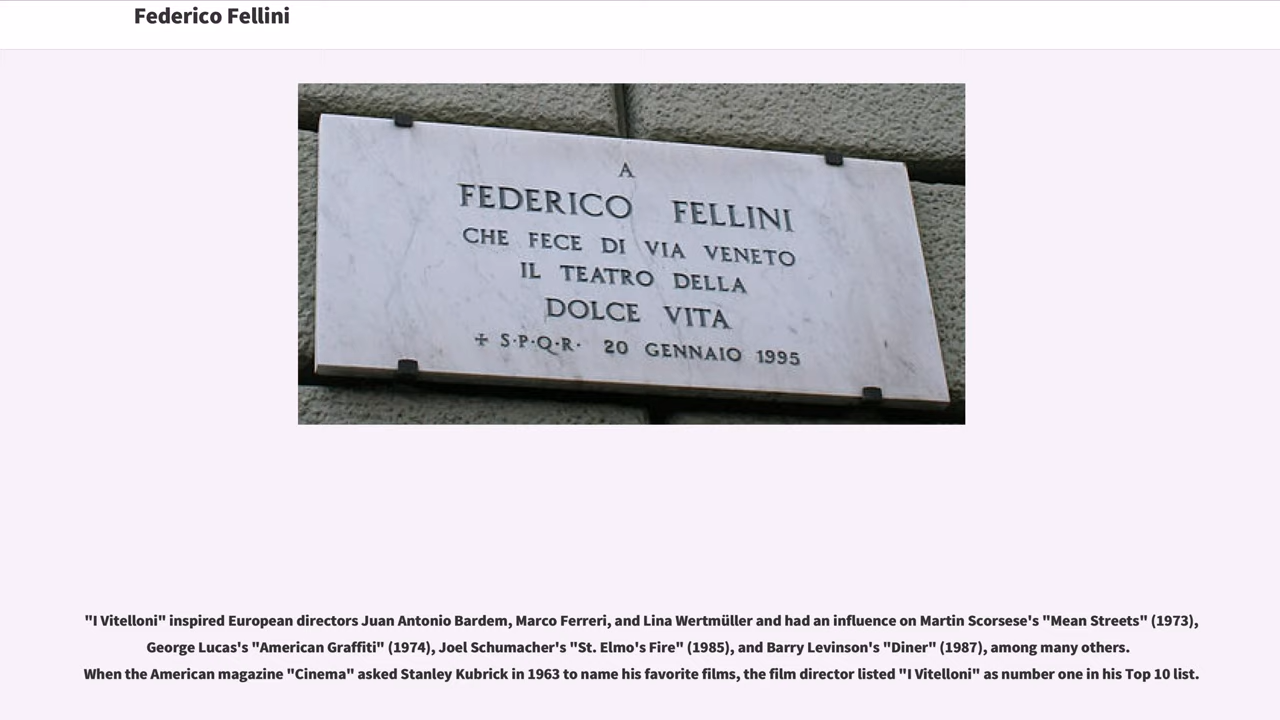 Federico Fellini
A
FEDERICO FELLINI
CHE FECE DI VIA VENETO
IL TEATRO DELLA
DOLCE VITA
+ S·P·Q·R· 20 GENNAIO 1995
"I Vitelloni" inspired European directors Juan Antonio Bardem, Marco Ferreri, and Lina Wertmüller and had an influence on Martin Scorsese's "Mean Streets" (1973),
George Lucas's "American Graffiti" (1974), Joel Schumacher's "St. Elmo's Fire" (1985), and Barry Levinson's "Diner" (1987), among many others.
When the American magazine "Cinema" asked Stanley Kubrick in 1963 to name his favorite films, the film director listed "I Vitelloni" as number one in his Top 10 list.